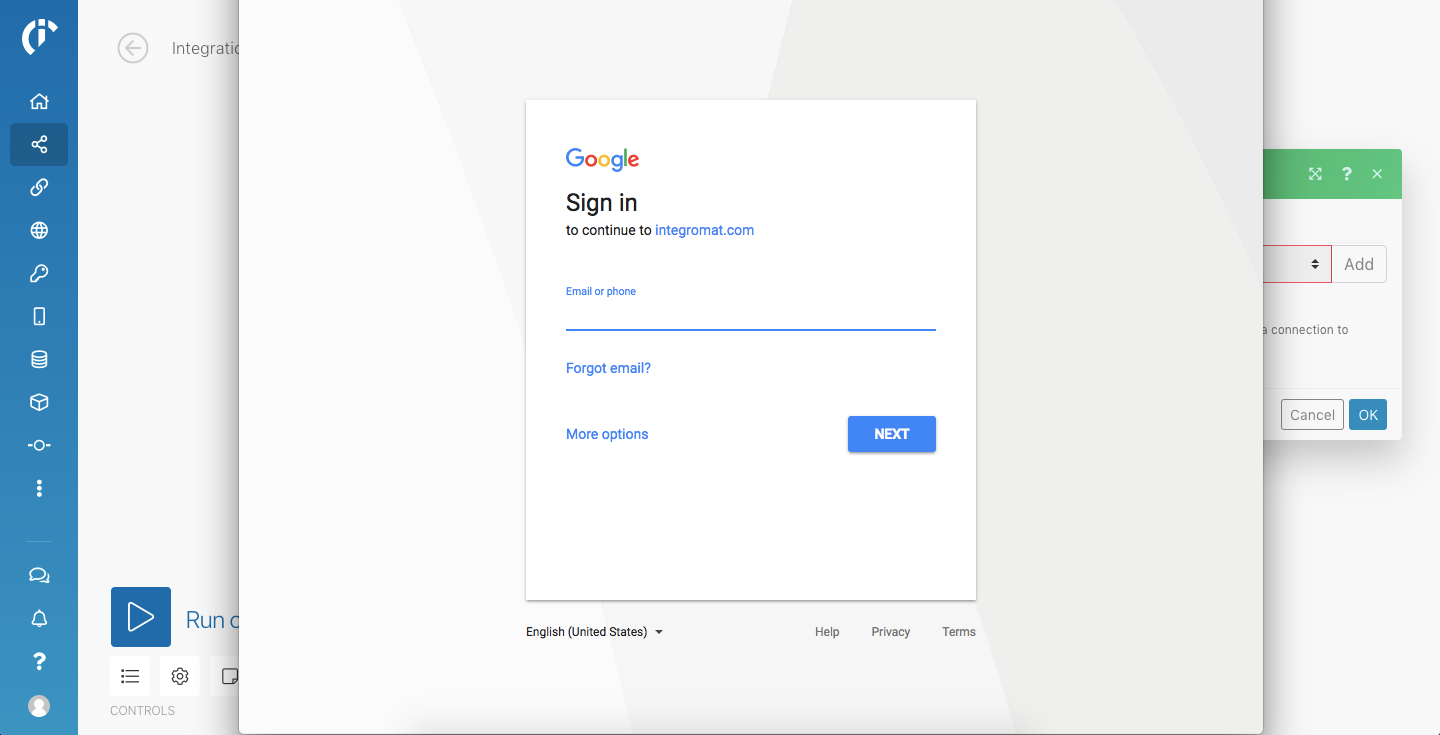 Integratio
Google
Sign in
to continue to integromat.com
Email or phone
Forgot email?
More options
NEXT
English (United States)
Help
Privacy
Terms
?
Add
a connection to
Cancel
OK
Run o
CONTROLS
?